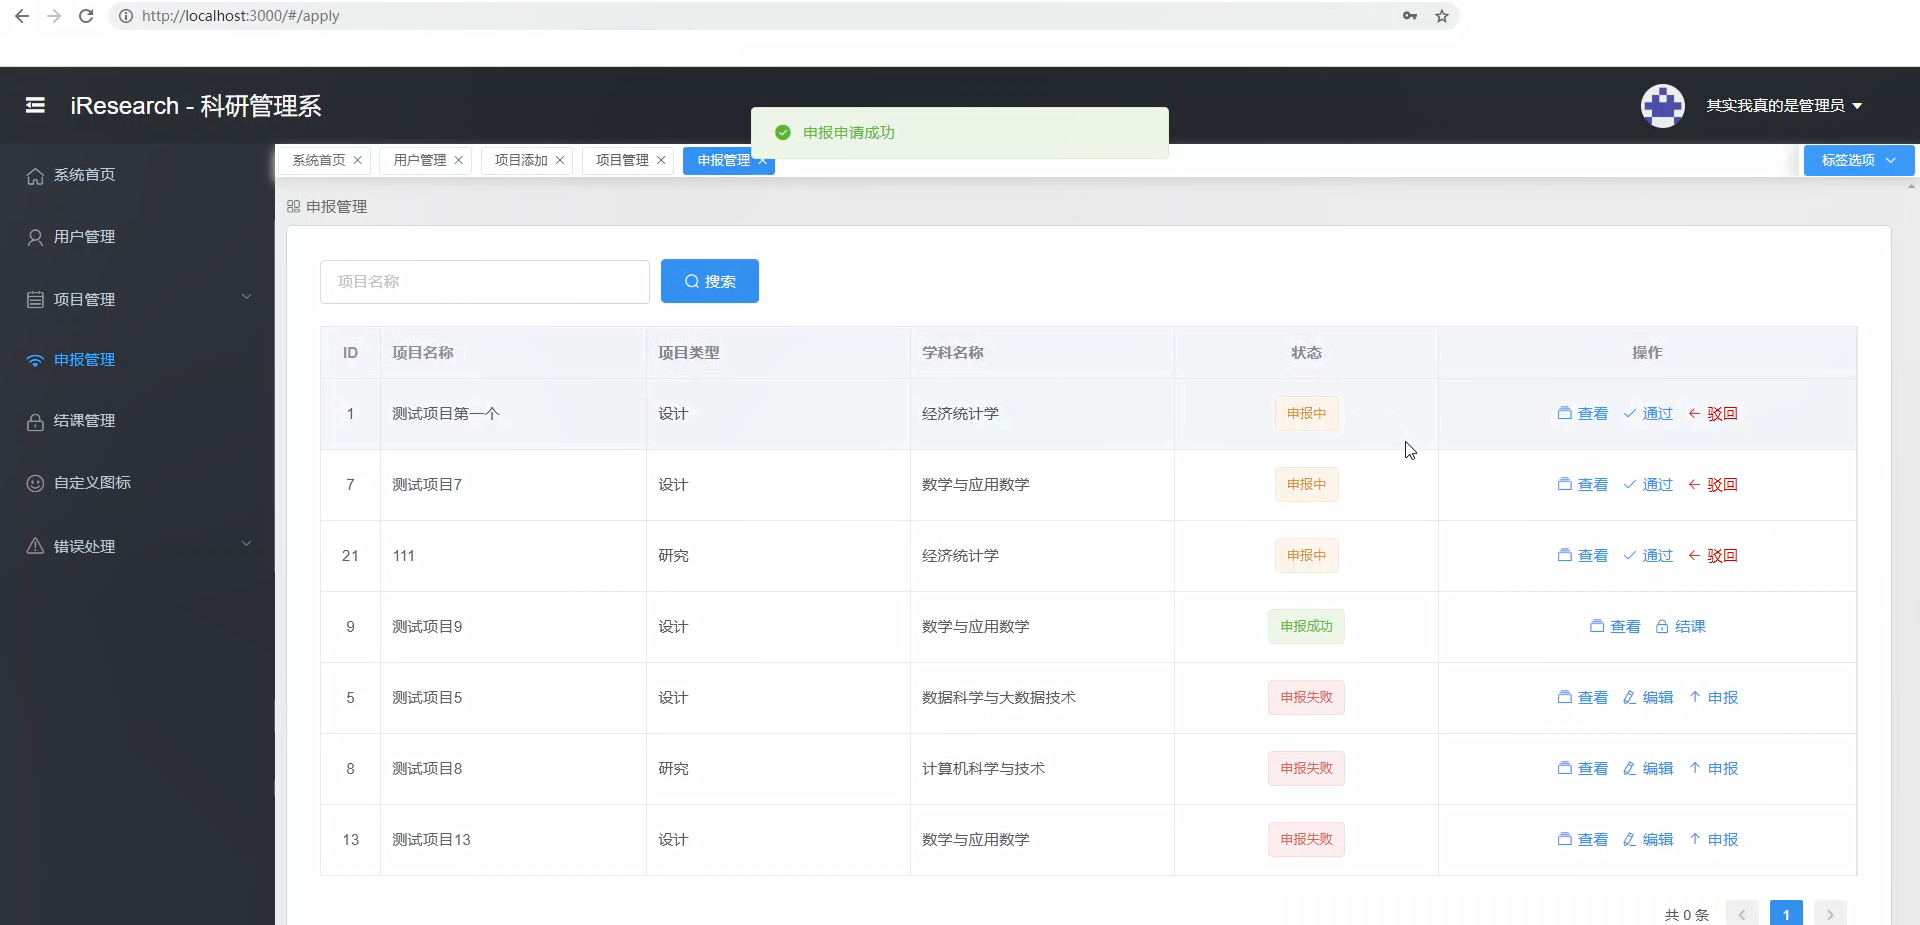 http://localhost:3000/#/apply
iResearch - 科研管理系
其实我真的是管理员
申报申请成功
系统首页 用户管理 项目添加 项目管理 申报管理 标签选项
系统首页
用户管理
项目管理
申报管理
结课管理
自定义图标
错误处理
申报管理
项目名称 搜索
ID 项目名称 项目类型 学科名称 状态 操作
1 测试项目第一个 设计 经济统计学 申报中 查看 通过 驳回
7 测试项目7 设计 数学与应用数学 申报中 查看 通过 驳回
21 111 研究 经济统计学 申报中 查看 通过 驳回
9 测试项目9 设计 数学与应用数学 申报成功 查看 结课
5 测试项目5 设计 数据科学与大数据技术 申报失败 查看 编辑 申报
8 测试项目8 研究 计算机科学与技术 申报失败 查看 编辑 申报
13 测试项目13 设计 数学与应用数学 申报失败 查看 编辑 申报
共 0 条 1